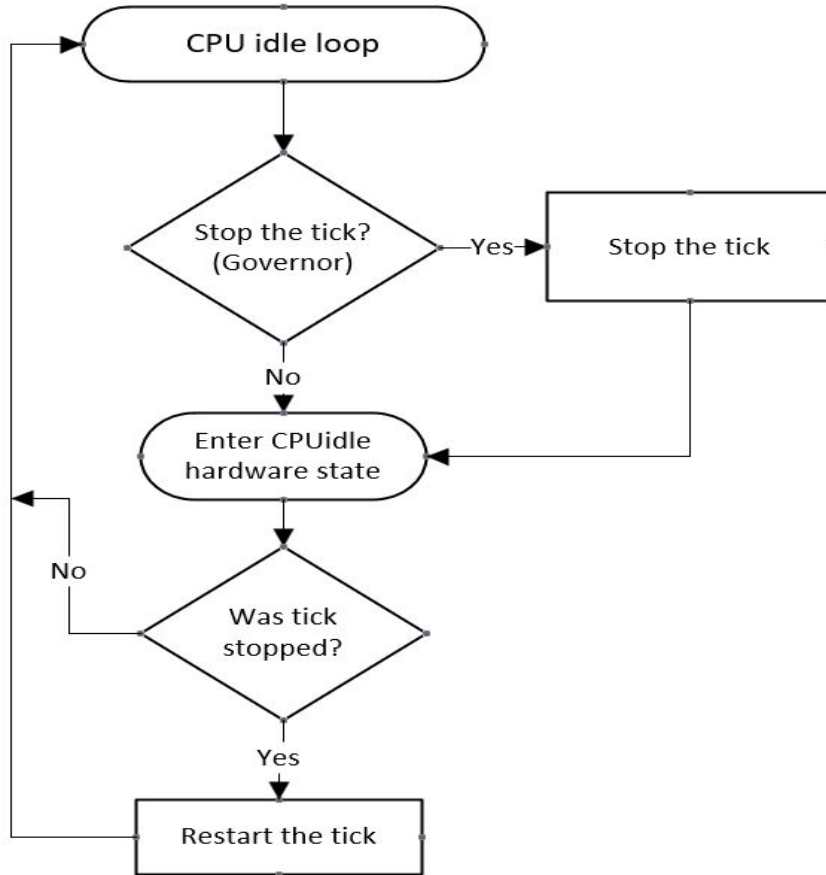 CPU idle loop
Stop the tick?
(Governor)
Yes
Stop the tick
No
Enter CPUidle
hardware state
No
Was tick
stopped?
Yes
Restart the tick